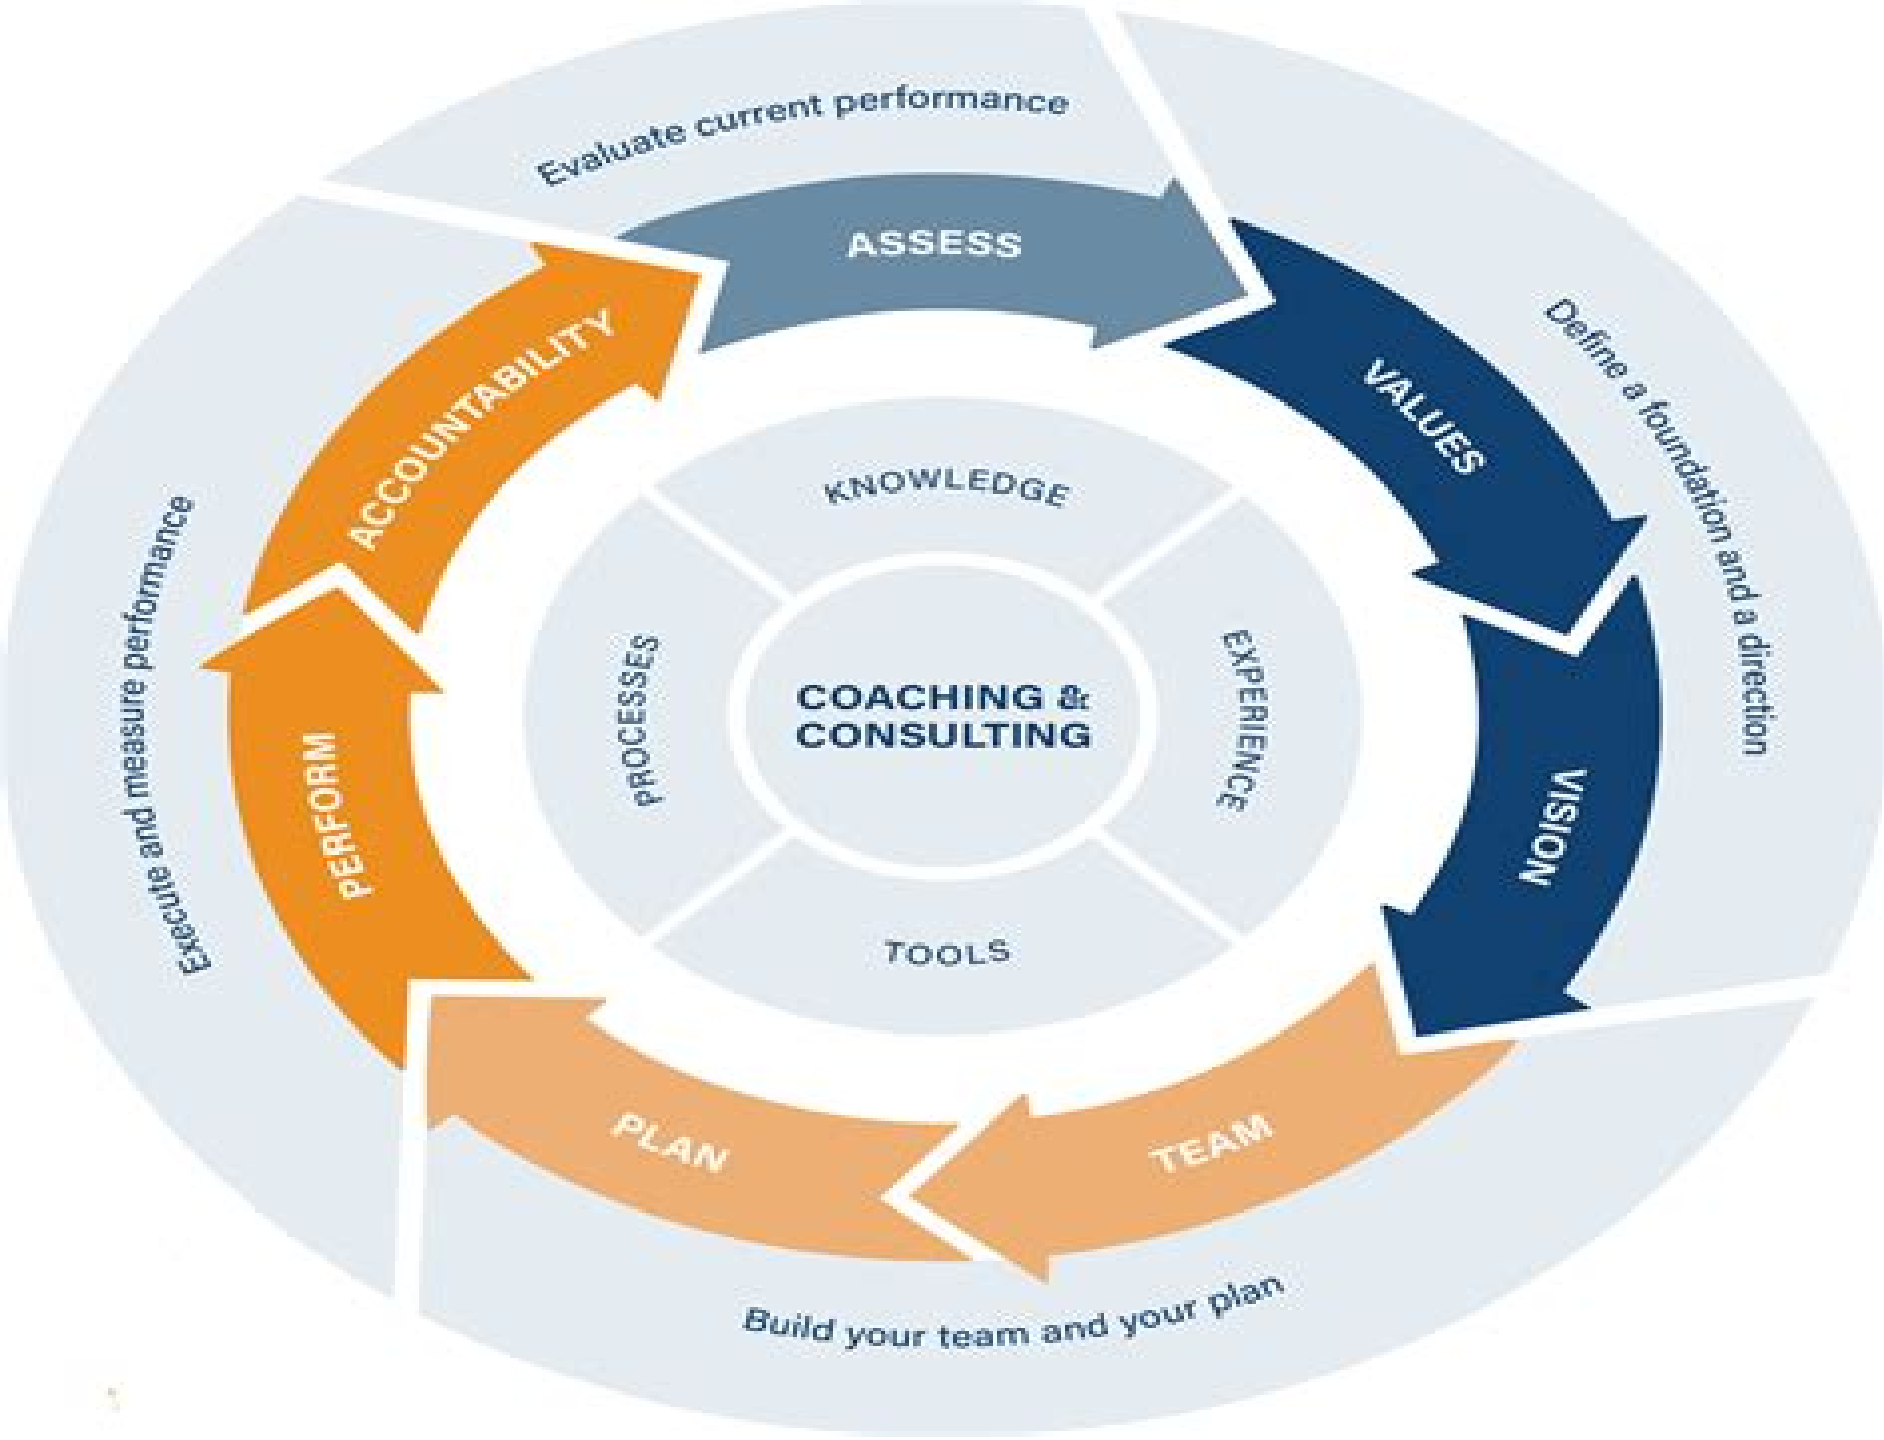 Evaluate current performance
ASSESS
VALUES
Define a foundation and a direction
VISION
TEAM
Build your team and your plan
PLAN
PERFORM
Execute and measure performance
ACCOUNTABILITY
KNOWLEDGE
EXPERIENCE
TOOLS
PROCESSES
COACHING &
CONSULTING